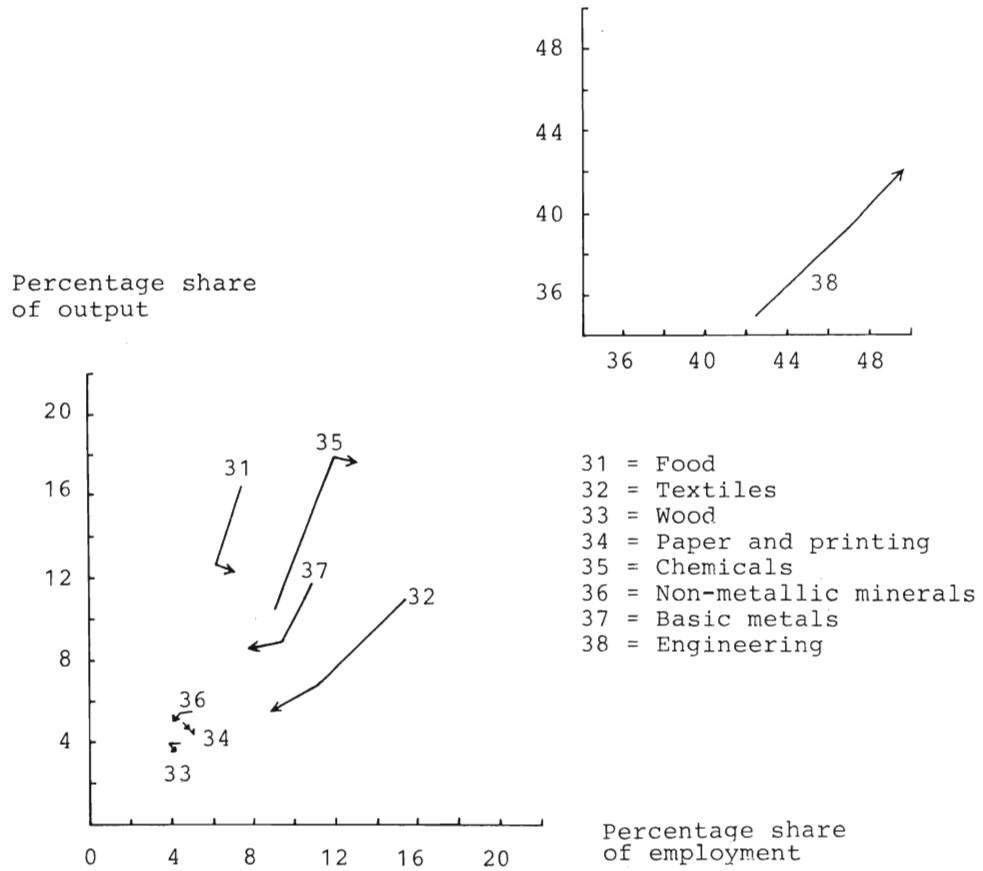 48
44
40
36
38
36 40 44 48
Percentage share
of output
20
16
12
8
4
35
31
37
32
36
34
33
0 4 8 12 16 20
31 = Food
32 = Textiles
33 = Wood
34 = Paper and printing
35 = Chemicals
36 = Non-metallic minerals
37 = Basic metals
38 = Engineering
Percentage share
of employment